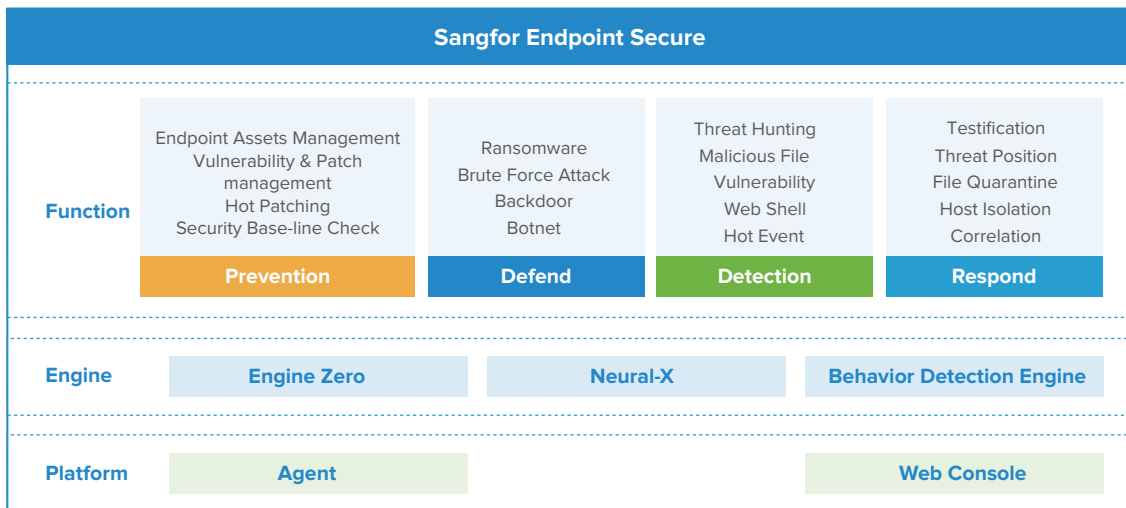 Sangfor Endpoint Secure
Function
Endpoint Assets Management
Vulnerability & Patch
management
Hot Patching
Security Base-line Check
Prevention
Ransomware
Brute Force Attack
Backdoor
Botnet
Defend
Threat Hunting
Malicious File
Vulnerability
Web Shell
Hot Event
Detection
Testification
Threat Position
File Quarantine
Host Isolation
Correlation
Respond
Engine
Engine Zero
Neural-X
Behavior Detection Engine
Platform
Agent
Web Console